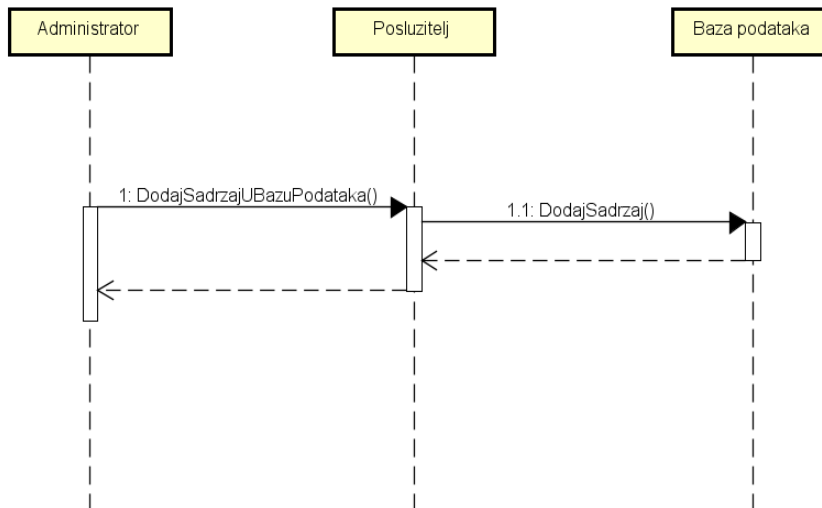 Administrator
Posluzitelj
Baza podataka
1: DodajSadrzajUBazuPodataka()
1.1: DodajSadrzaj()